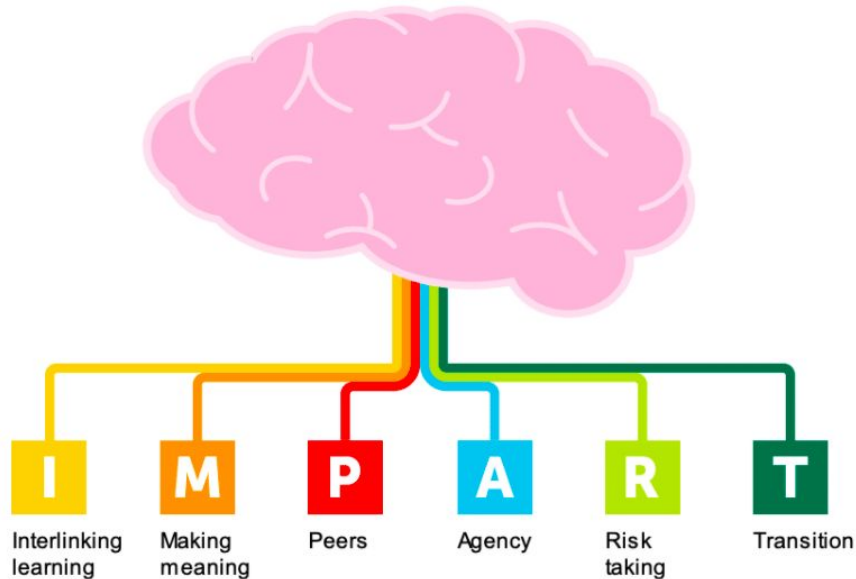 I M P A R T
Interlinking learning
Making meaning
Peers
Agency
Risk taking
Transition